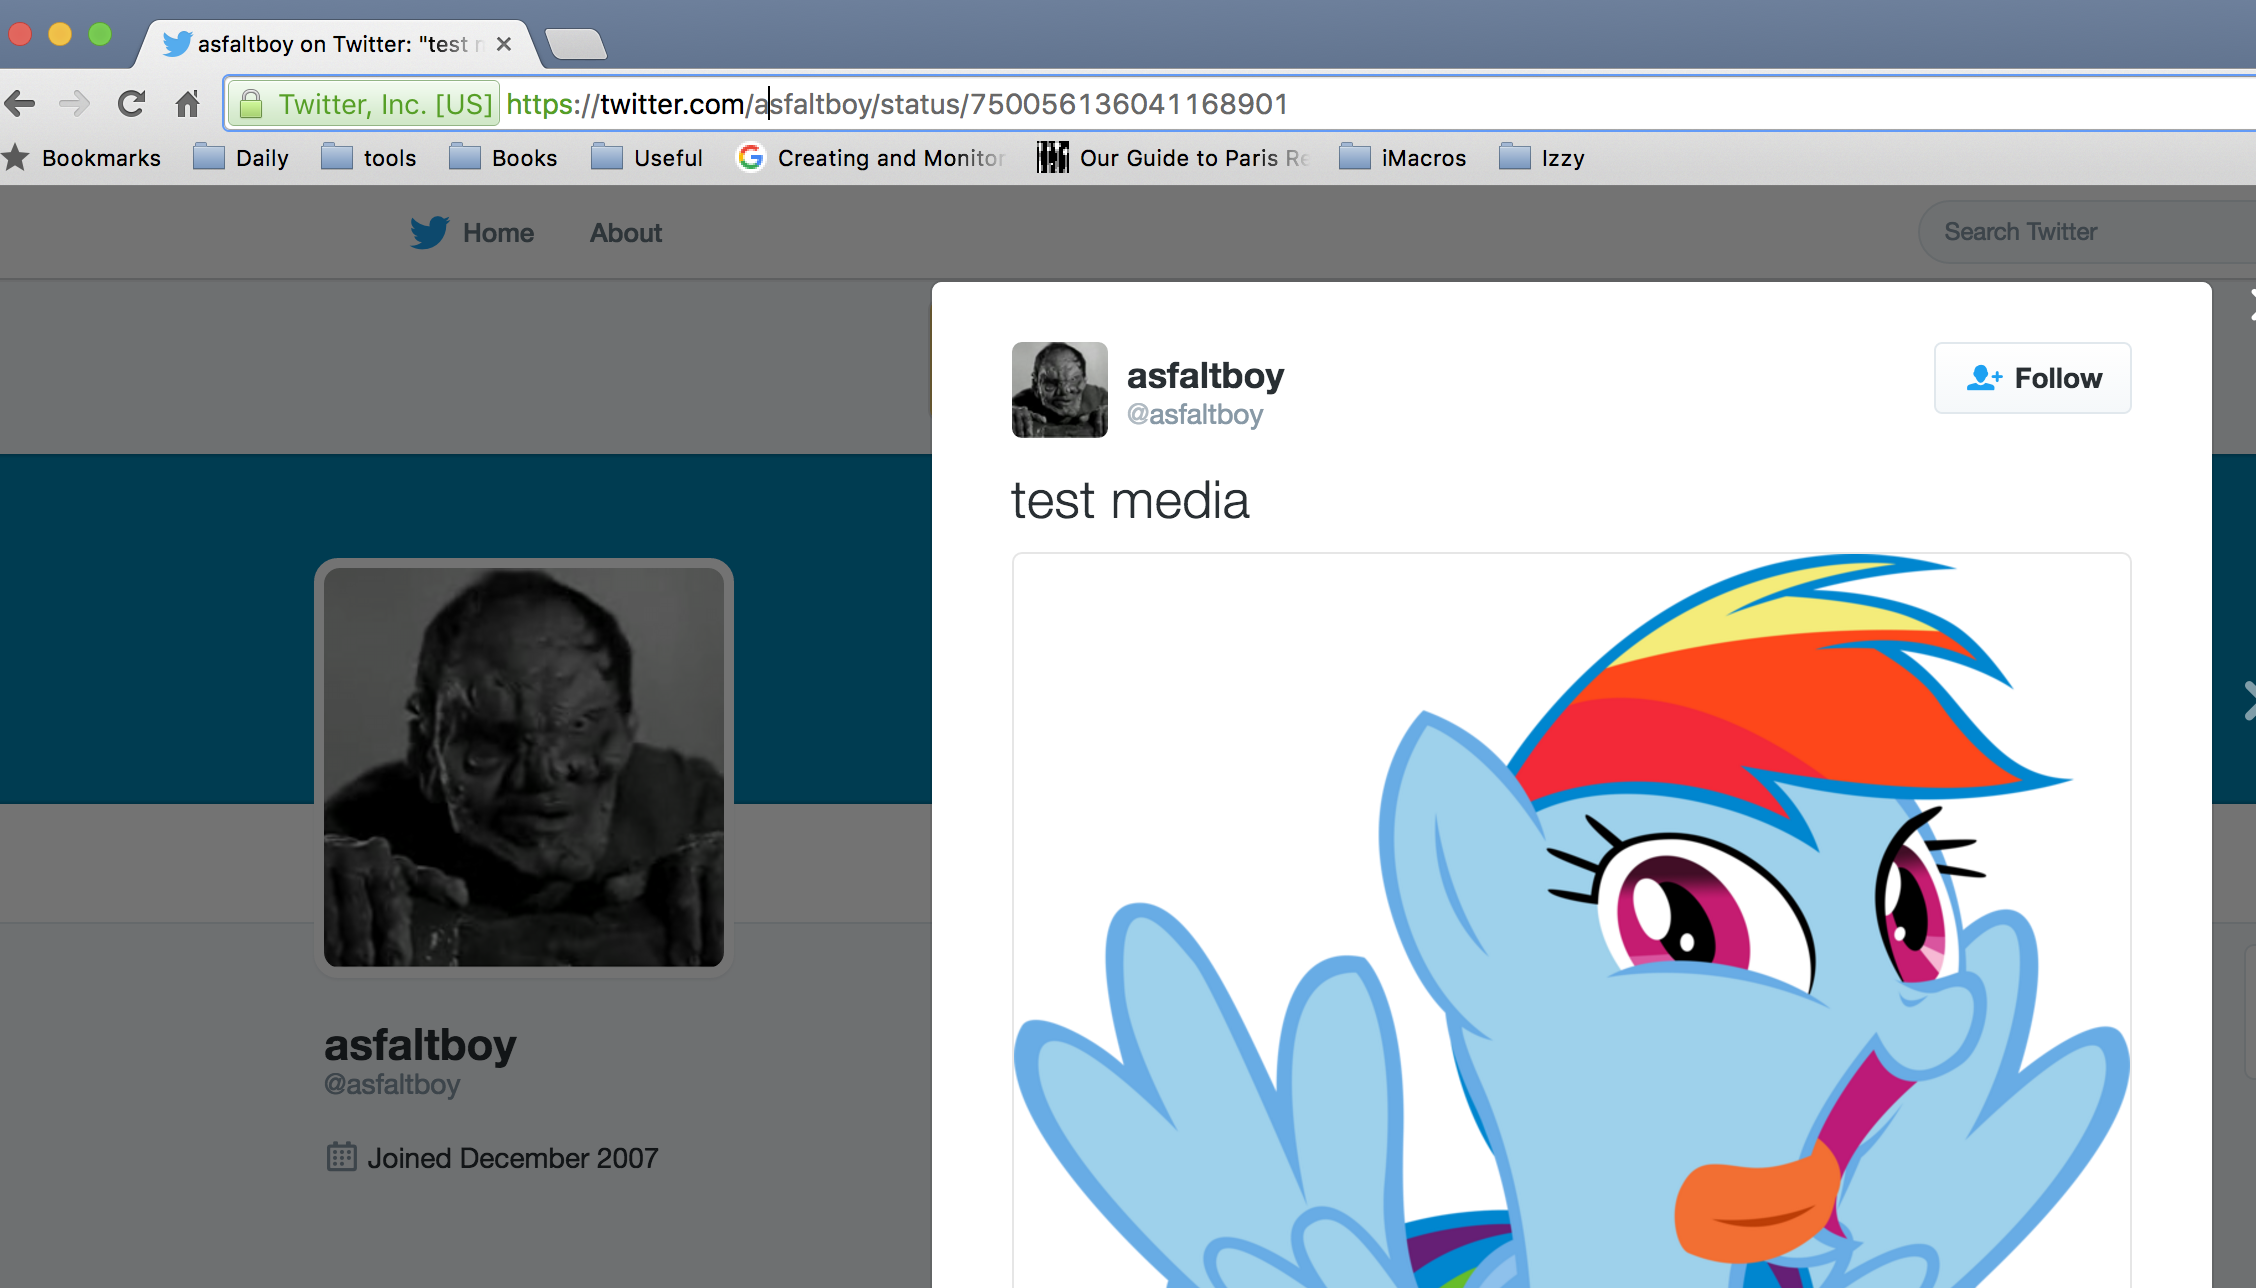 asfaltboy on Twitter: "test
Twitter, Inc. [US] https://twitter.com/asfaltboy/status/750056136041168901
Bookmarks Daily tools Books Useful Creating and Monitor Our Guide to Paris Re iMacros Izzy
Home About Search Twitter
asfaltboy
@asfaltboy
Follow
test media
asfaltboy
@asfaltboy
Joined December 2007